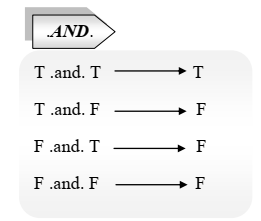 .AND.
T .and. T ⟶ T
T .and. F ⟶ F
F .and. T ⟶ F
F .and. F ⟶ F